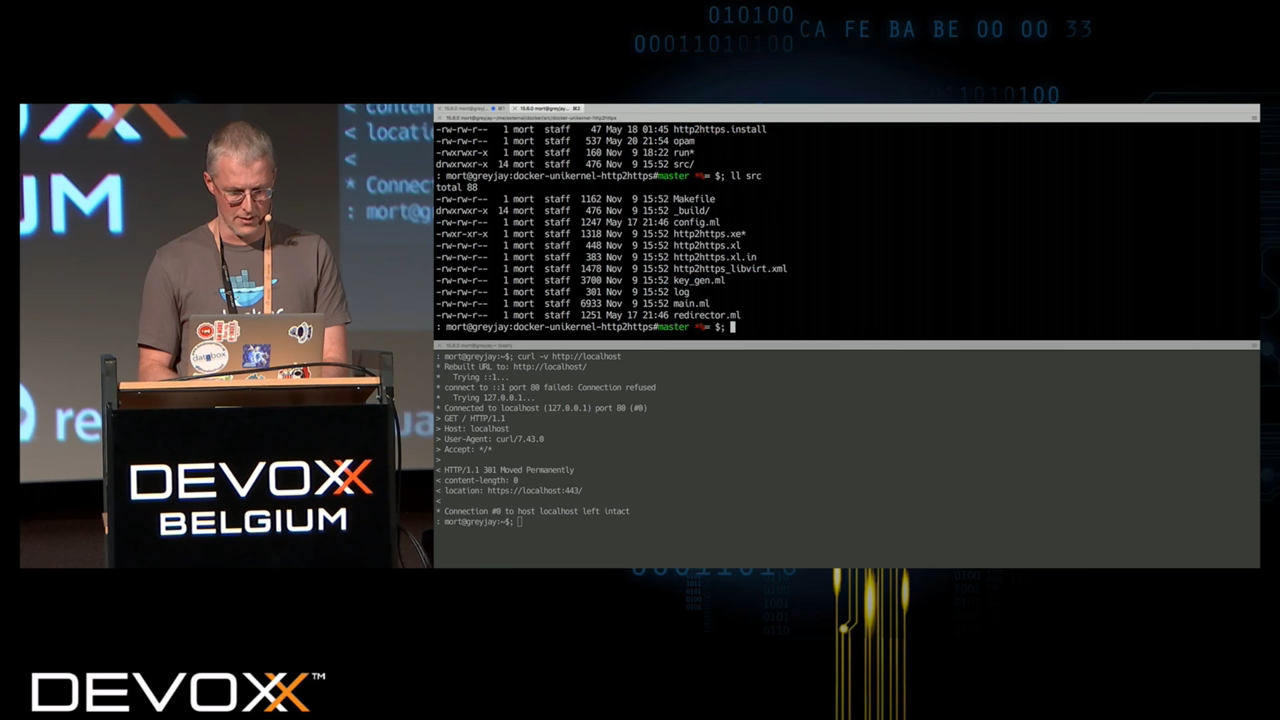 010100
00011010100
CA FE BA BE 00 00 33
1010100
< locati
<
* Connec
: mort@g
UM
re
DEVOXX
BELGIUM
-rw-rw-r-- 1 mort staff 47 May 18 01:45 http2https.install
-rw-rw-r-- 1 mort staff 537 May 20 21:54 opam
-rwxrwxr-x 1 mort staff 160 Nov 9 18:22 run*
drwxrwxr-x 14 mort staff 476 Nov 9 15:52 src/
: mort@greyjay:docker-unikernel-http2https#master = $; ll src
total 88
-rw-rw-r-- 1 mort staff 1162 Nov 9 15:52 Makefile
drwxrwxr-x 14 mort staff 476 Nov 9 15:52 _build/
-rw-rw-r-- 1 mort staff 1247 May 17 21:46 config.ml
-rwxr-xr-x 1 mort staff 1318 Nov 9 15:52 http2https.xe*
-rw-rw-r-- 1 mort staff 448 Nov 9 15:52 http2https.xl
-rw-rw-r-- 1 mort staff 383 Nov 9 15:52 http2https.xl.in
-rw-rw-r-- 1 mort staff 1478 Nov 9 15:52 http2https_libvirt.xml
-rw-rw-r-- 1 mort staff 3700 Nov 9 15:52 key_gen.ml
-rw-rw-r-- 1 mort staff 301 Nov 9 15:52 log
-rw-rw-r-- 1 mort staff 6933 Nov 9 15:52 main.ml
-rw-rw-r-- 1 mort staff 1251 May 17 21:46 redirector.ml
: mort@greyjay:docker-unikernel-http2https#master = $;
: mort@greyjay:~$; curl -v http://localhost
* Rebuilt URL to: http://localhost/
* Trying ::1...
* connect to ::1 port 80 failed: Connection refused
* Trying 127.0.0.1...
* Connected to localhost (127.0.0.1) port 80 (#0)
> GET / HTTP/1.1
> Host: localhost
> User-Agent: curl/7.43.0
> Accept: */*
>
< HTTP/1.1 301 Moved Permanently
< content-length: 0
< location: https://localhost:443/
<
* Connection #0 to host localhost left intact
: mort@greyjay:~$;
DEVOXX™